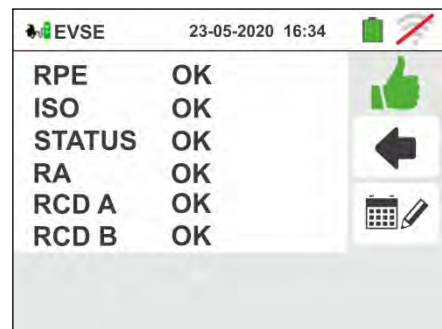 EVSE 23-05-2020 16:34
RPE OK
ISO OK
STATUS OK
RA OK
RCD A OK
RCD B OK